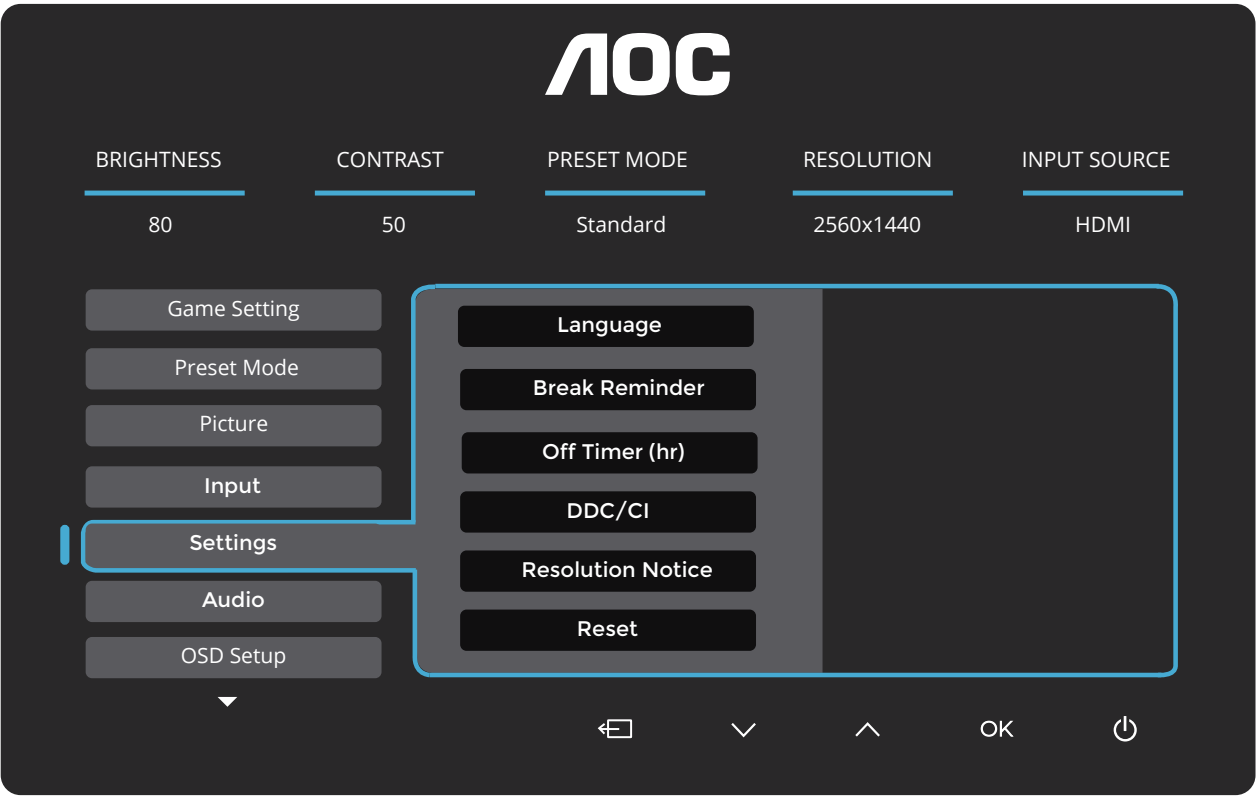 AOC
BRIGHTNESS CONTRAST PRESET MODE RESOLUTION INPUT SOURCE
80 50 Standard 2560x1440 HDMI
Game Setting
Preset Mode
Picture
Input
Settings
Audio
OSD Setup
Language
Break Reminder
Off Timer (hr)
DDC/CI
Resolution Notice
Reset
OK